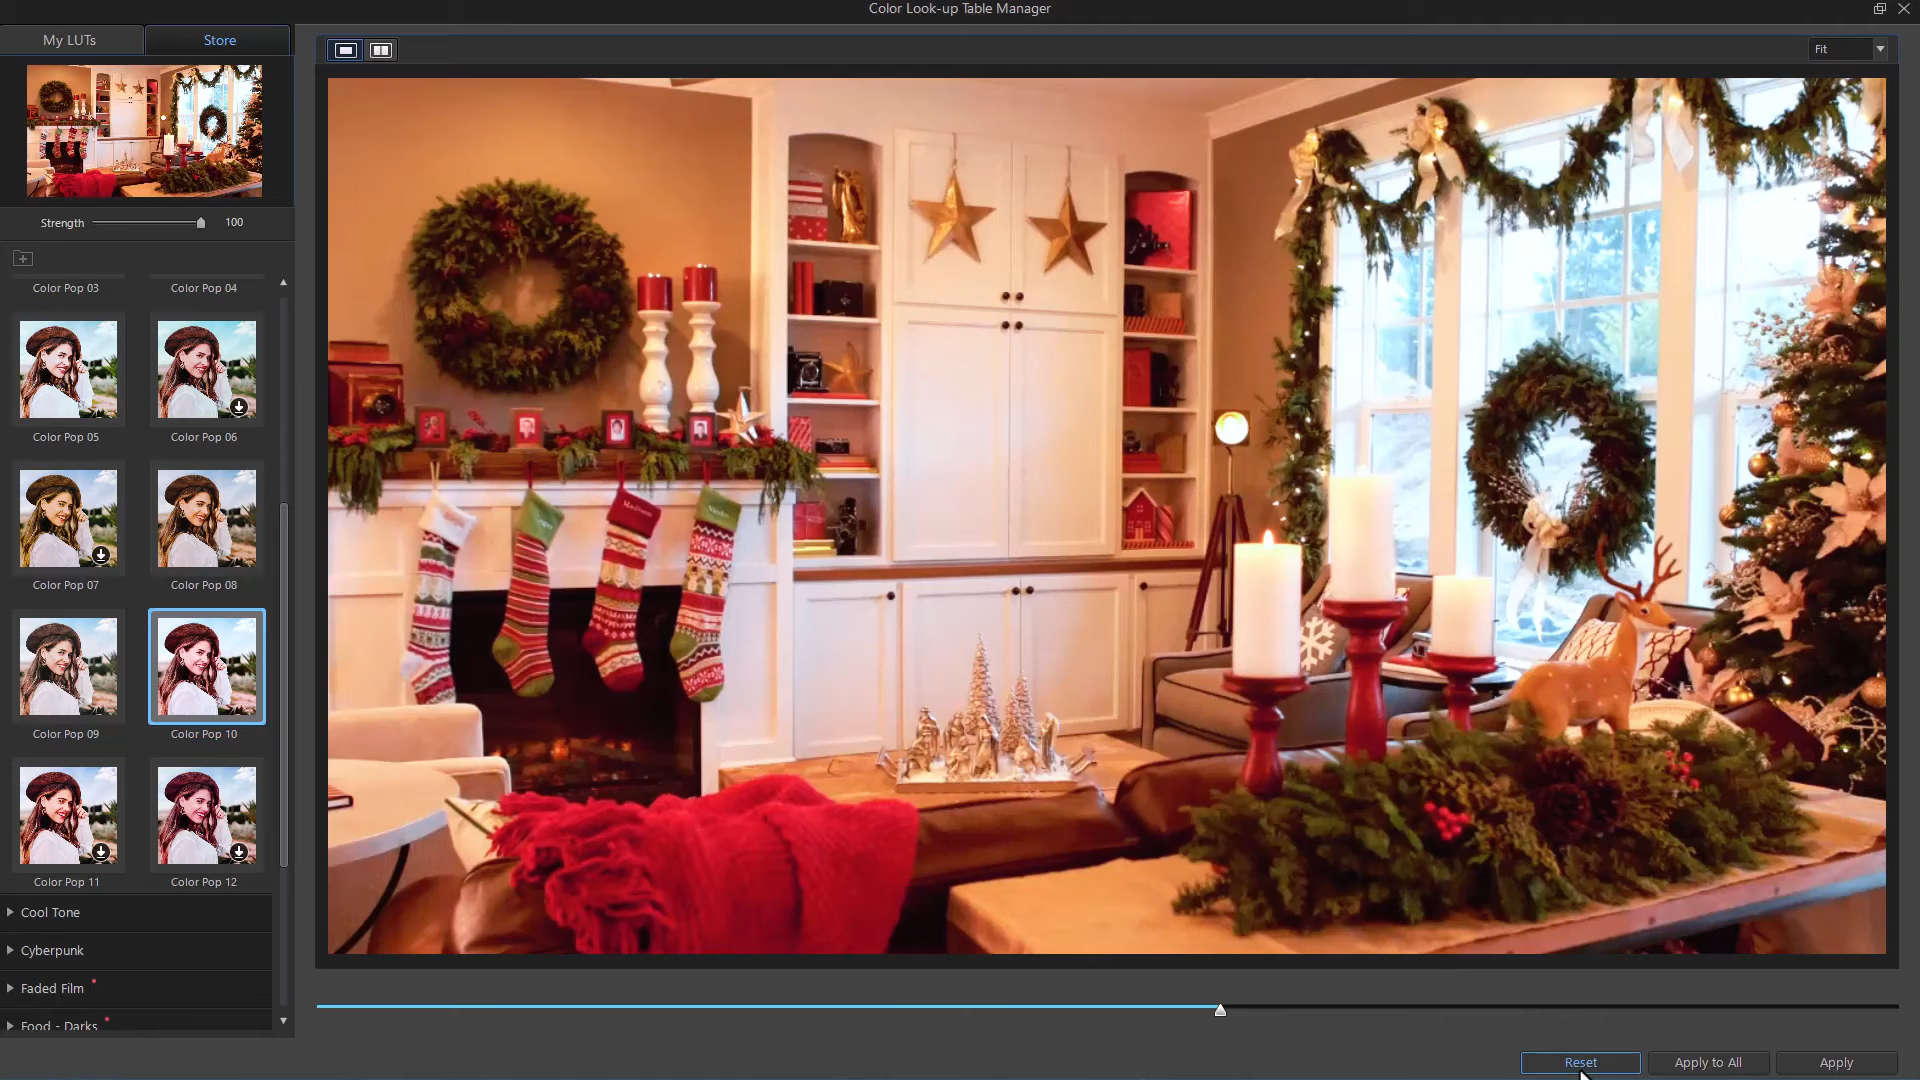 Color Look-up Table Manager
My LUTs
Store
Fit
Strength
100
Color Pop 03
Color Pop 04
Color Pop 05
Color Pop 06
Color Pop 07
Color Pop 08
Color Pop 09
Color Pop 10
Color Pop 11
Color Pop 12
Cool Tone
Cyberpunk
Faded Film
Food - Darks
Reset
Apply to All
Apply